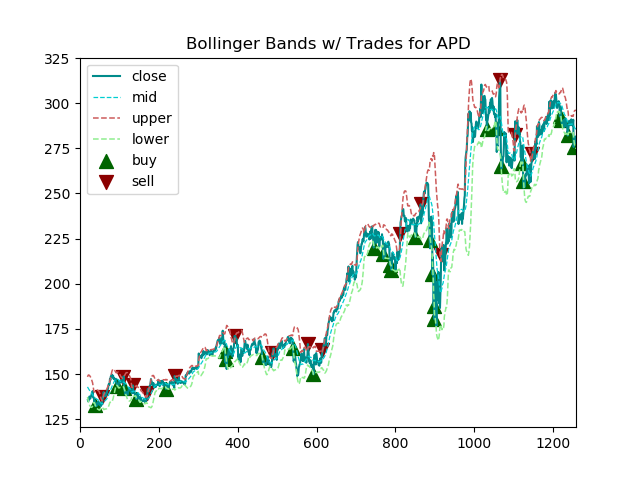 Bollinger Bands w/ Trades for APD
325
300
275
250
225
200
175
150
125
0 200 400 600 800 1000 1200
close
mid
upper
lower
buy
sell